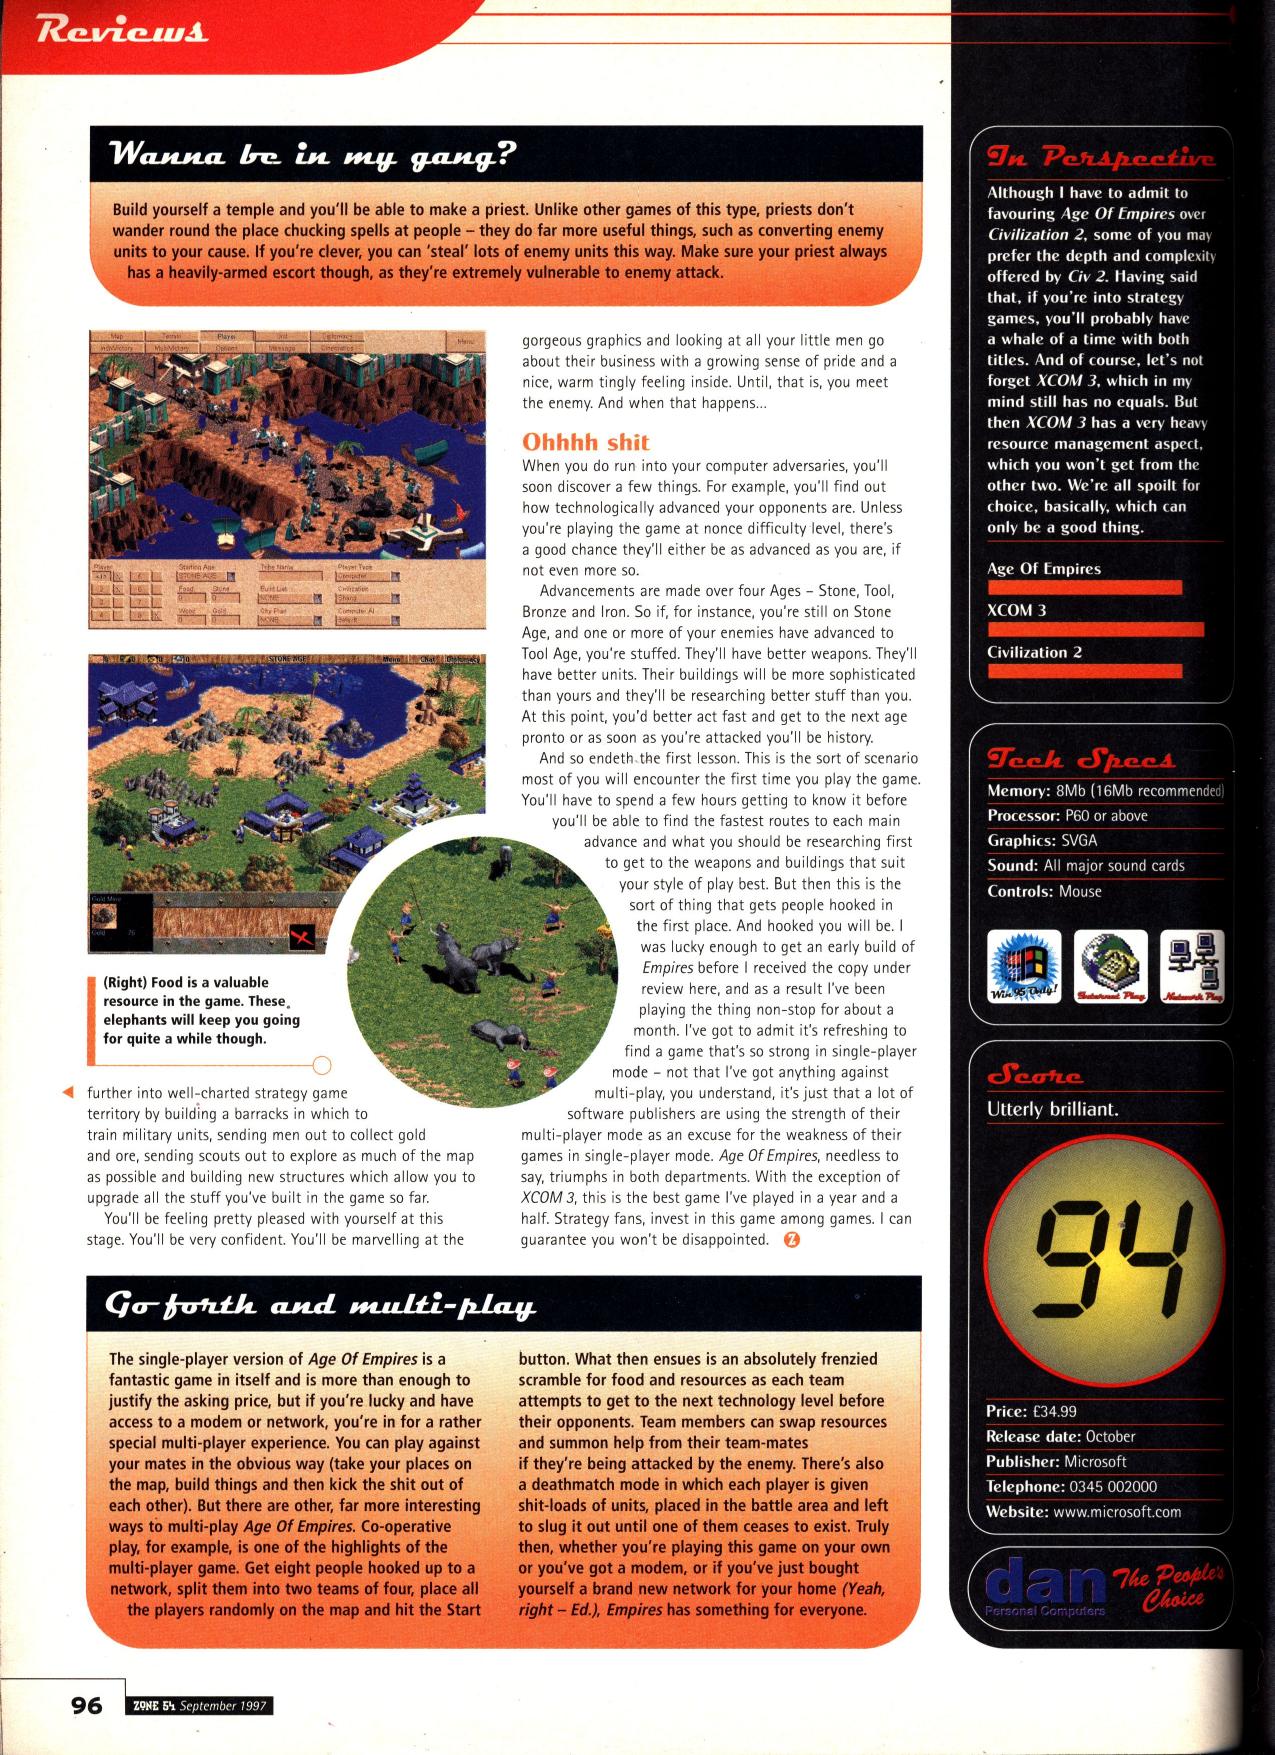 Reviews
Wanna be in my gang?
Build yourself a temple and you'll be able to make a priest. Unlike other games of this type, priests don't
wander round the place chucking spells at people – they do far more useful things, such as converting enemy
units to your cause. If you're clever, you can 'steal' lots of enemy units this way. Make sure your priest always
has a heavily-armed escort though, as they're extremely vulnerable to enemy attack.
Map Terrain Player Unit Diplomacy Menu
Options Message Cinematics
Player
Starting Age
STONE AGE
Tribe Name
Player Type
Computer
Food Stone
Build List
NONE
Civilization
Shang
Wood Gold
City Plan
NONE
Computer AI
STONE AGE
Menu Chat Diplomacy
Gold Mine
Gold 76
(Right) Food is a valuable
resource in the game. These
elephants will keep you going
for quite a while though.
further into well-charted strategy game
territory by building a barracks in which to
train military units, sending men out to collect gold
and ore, sending scouts out to explore as much of the map
as possible and building new structures which allow you to
upgrade all the stuff you've built in the game so far.
You'll be feeling pretty pleased with yourself at this
stage. You'll be very confident. You'll be marvelling at the
gorgeous graphics and looking at all your little men go
about their business with a growing sense of pride and a
nice, warm tingly feeling inside. Until, that is, you meet
the enemy. And when that happens...
Ohhhh shit
When you do run into your computer adversaries, you'll
soon discover a few things. For example, you'll find out
how technologically advanced your opponents are. Unless
you're playing the game at nonce difficulty level, there's
a good chance they'll either be as advanced as you are, if
not even more so.
Advancements are made over four Ages – Stone, Tool,
Bronze and Iron. So if, for instance, you're still on Stone
Age, and one or more of your enemies have advanced to
Tool Age, you're stuffed. They'll have better weapons. They'll
have better units. Their buildings will be more sophisticated
than yours and they'll be researching better stuff than you.
At this point, you'd better act fast and get to the next age
pronto or as soon as you're attacked you'll be history.
And so endeth the first lesson. This is the sort of scenario
most of you will encounter the first time you play the game.
You'll have to spend a few hours getting to know it before
you'll be able to find the fastest routes to each main
advance and what you should be researching first
to get to the weapons and buildings that suit
your style of play best. But then this is the
sort of thing that gets people hooked in
the first place. And hooked you will be. I
was lucky enough to get an early build of
Empires before I received the copy under
review here, and as a result I've been
playing the thing non-stop for about a
month. I've got to admit it's refreshing to
find a game that's so strong in single-player
mode – not that I've got anything against
multi-play, you understand, it's just that a lot of
software publishers are using the strength of their
multi-player mode as an excuse for the weakness of their
games in single-player mode. Age Of Empires, needless to
say, triumphs in both departments. With the exception of
XCOM 3, this is the best game I've played in a year and a
half. Strategy fans, invest in this game among games. I can
guarantee you won't be disappointed. Z
Go forth and multi-play
The single-player version of Age Of Empires is a
fantastic game in itself and is more than enough to
justify the asking price, but if you're lucky and have
access to a modem or network, you're in for a rather
special multi-player experience. You can play against
your mates in the obvious way (take your places on
the map, build things and then kick the shit out of
each other). But there are other, far more interesting
ways to multi-play Age Of Empires. Co-operative
play, for example, is one of the highlights of the
multi-player game. Get eight people hooked up to a
network, split them into two teams of four, place all
the players randomly on the map and hit the Start
button. What then ensues is an absolutely frenzied
scramble for food and resources as each team
attempts to get to the next technology level before
their opponents. Team members can swap resources
and summon help from their team-mates
if they're being attacked by the enemy. There's also
a deathmatch mode in which each player is given
shit-loads of units, placed in the battle area and left
to slug it out until one of them ceases to exist. Truly
then, whether you're playing this game on your own
or you've got a modem, or if you've just bought
yourself a brand new network for your home (Yeah,
right – Ed.), Empires has something for everyone.
In Perspective
Although I have to admit to
favouring Age Of Empires over
Civilization 2, some of you may
prefer the depth and complexity
offered by Civ 2. Having said
that, if you're into strategy
games, you'll probably have
a whale of a time with both
titles. And of course, let's not
forget XCOM 3, which in my
mind still has no equals. But
then XCOM 3 has a very heavy
resource management aspect,
which you won't get from the
other two. We're all spoilt for
choice, basically, which can
only be a good thing.
Age Of Empires
XCOM 3
Civilization 2
Tech Specs
Memory: 8Mb (16Mb recommended)
Processor: P60 or above
Graphics: SVGA
Sound: All major sound cards
Controls: Mouse
Win 95 Only!
Internet Play
Network Play
Score
Utterly brilliant.
94
Price: £34.99
Release date: October
Publisher: Microsoft
Telephone: 0345 002000
Website: www.microsoft.com
dan
Personal Computers
The People's
Choice
96
ZONE 54 September 1997